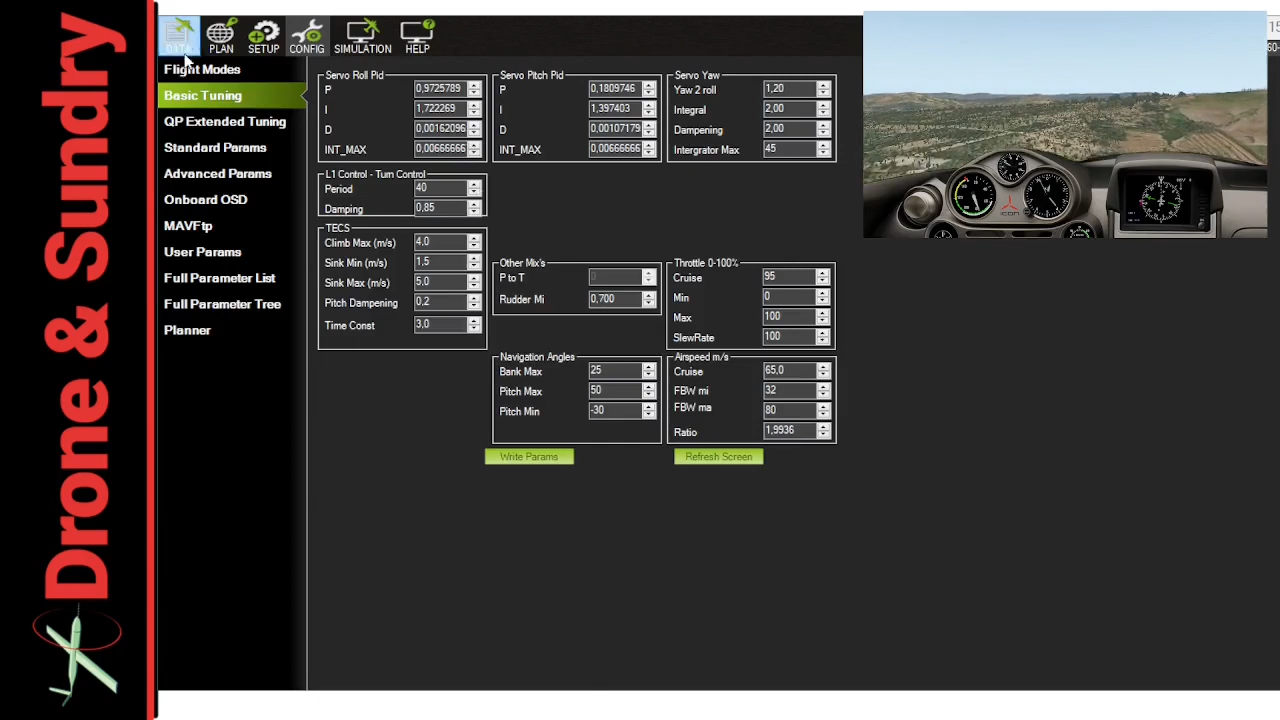 Drone & Sundry
DATA
PLAN
SETUP
CONFIG
SIMULATION
HELP
Flight Modes
Basic Tuning
QP Extended Tuning
Standard Params
Advanced Params
Onboard OSD
MAVFtp
User Params
Full Parameter List
Full Parameter Tree
Planner
Servo Roll Pid
P 0,9725789
I 1,722269
D 0,00162096
INT_MAX 0,00666666
Servo Pitch Pid
P 0,1809746
I 1,397403
D 0,00107179
INT_MAX 0,00666666
Servo Yaw
Yaw 2 roll 1,20
Integral 2,00
Dampening 2,00
Intergrator Max 45
L1 Control - Turn Control
Period 40
Damping 0,85
TECS
Climb Max (m/s) 4.0
Sink Min (m/s) 1.5
Sink Max (m/s) 5.0
Pitch Dampening 0,2
Time Const 3,0
Other Mix's
P to T 0
Rudder Mi 0,700
Throttle 0-100%
Cruise 95
Min 0
Max 100
SlewRate 100
Navigation Angles
Bank Max 25
Pitch Max 50
Pitch Min -30
Airspeed m/s
Cruise 65,0
FBW mi 32
FBW ma 80
Ratio 1,9936
Write Params
Refresh Screen
icon
15
60-